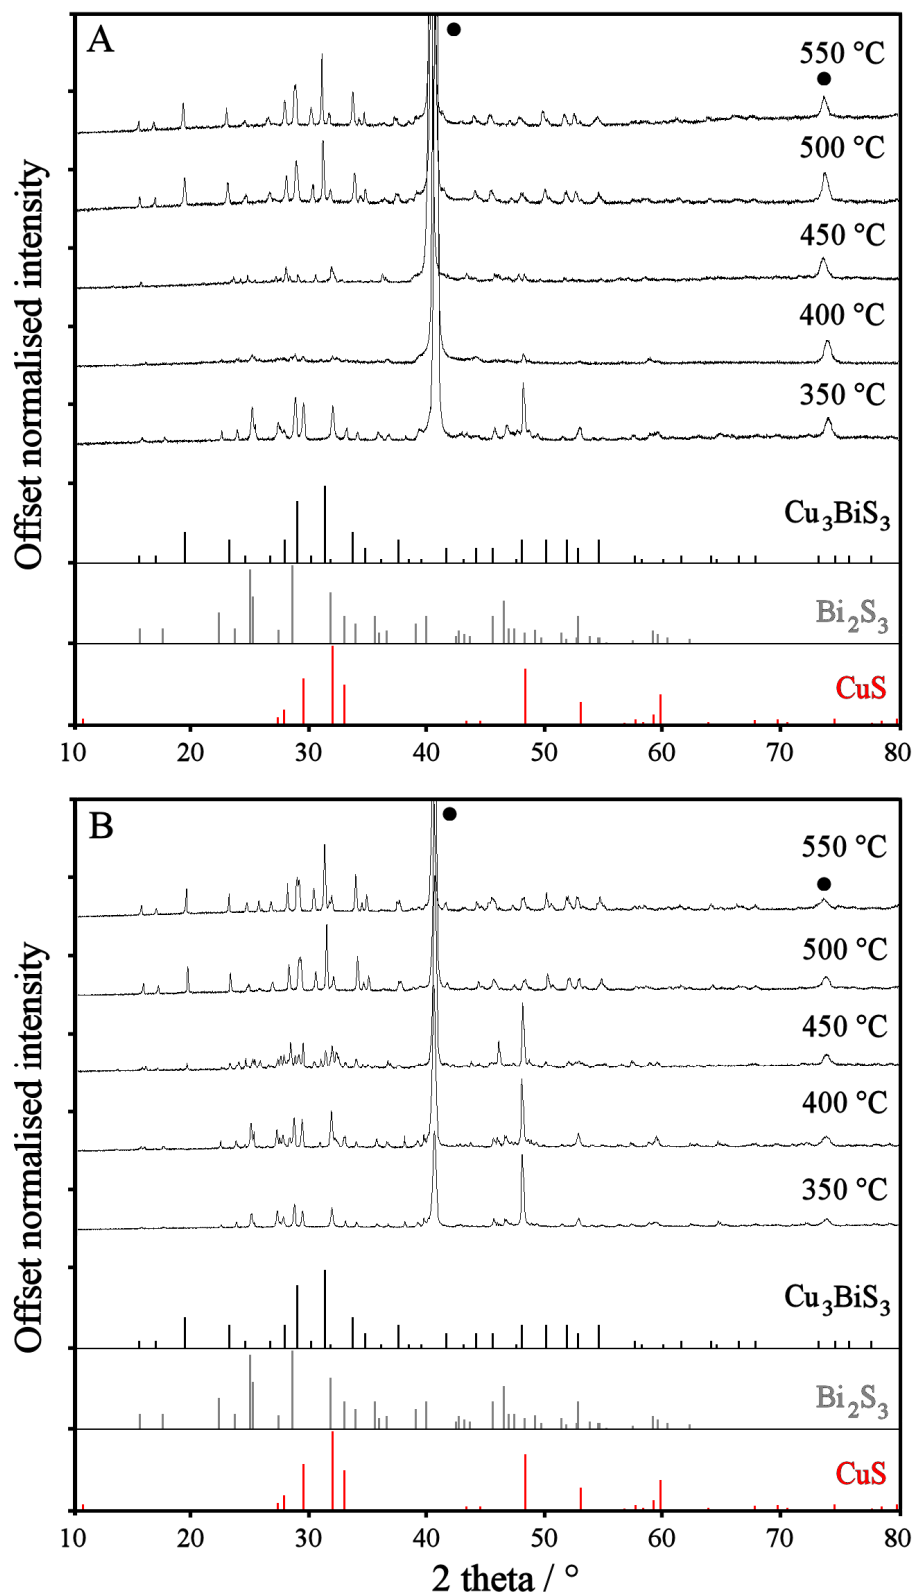 A
550 °C
500 °C
450 °C
400 °C
350 °C
Cu₃BiS₃
Bi₂S₃
CuS
Offset normalised intensity
10 20 30 40 50 60 70 80
B
550 °C
500 °C
450 °C
400 °C
350 °C
Cu₃BiS₃
Bi₂S₃
CuS
Offset normalised intensity
10 20 30 40 50 60 70 80
2 theta / °